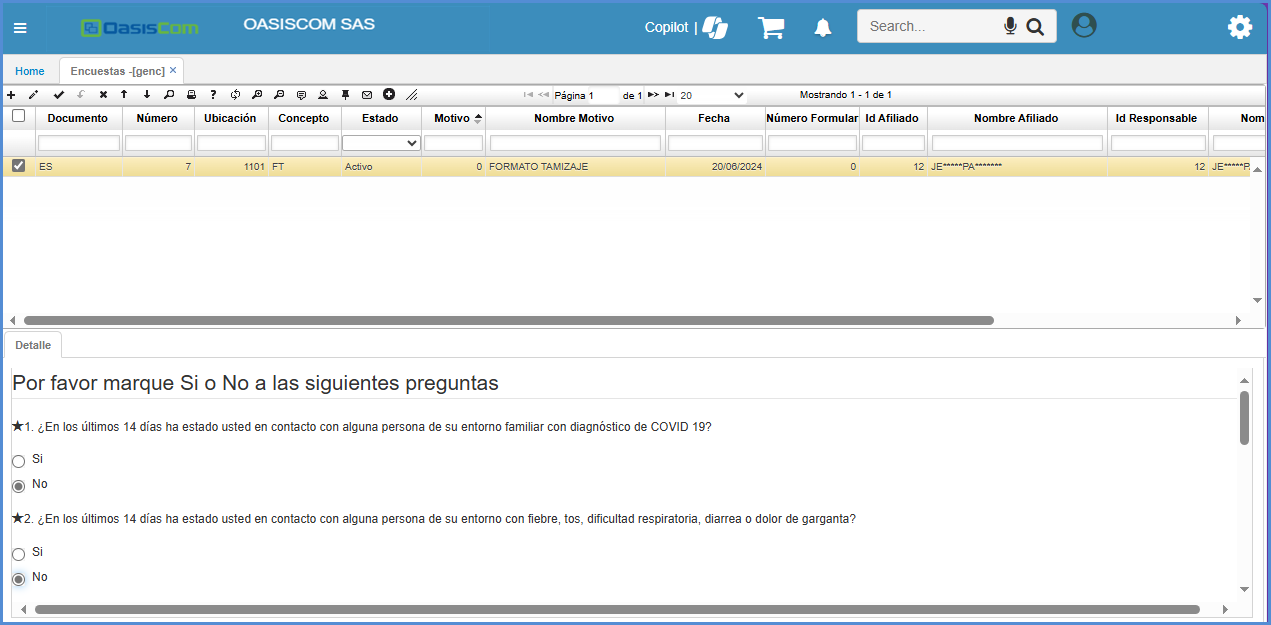 OasisCom
OASISCOM SAS
Copilot |
Search...
Home
Encuestas -[genc] ×
Página 1 de 1 20 Mostrando 1 - 1 de 1
Documento Número Ubicación Concepto Estado Motivo Nombre Motivo Fecha Número Formular Id Afiliado Nombre Afiliado Id Responsable Nom
ES 7 1101 FT Activo 0 FORMATO TAMIZAJE 20/06/2024 0 12 JE*****PA******* 12 JE*****P
Detalle
Por favor marque Si o No a las siguientes preguntas
★1. ¿En los últimos 14 días ha estado usted en contacto con alguna persona de su entorno familiar con diagnóstico de COVID 19?
Si
No
★2. ¿En los últimos 14 días ha estado usted en contacto con alguna persona de su entorno con fiebre, tos, dificultad respiratoria, diarrea o dolor de garganta?
Si
No